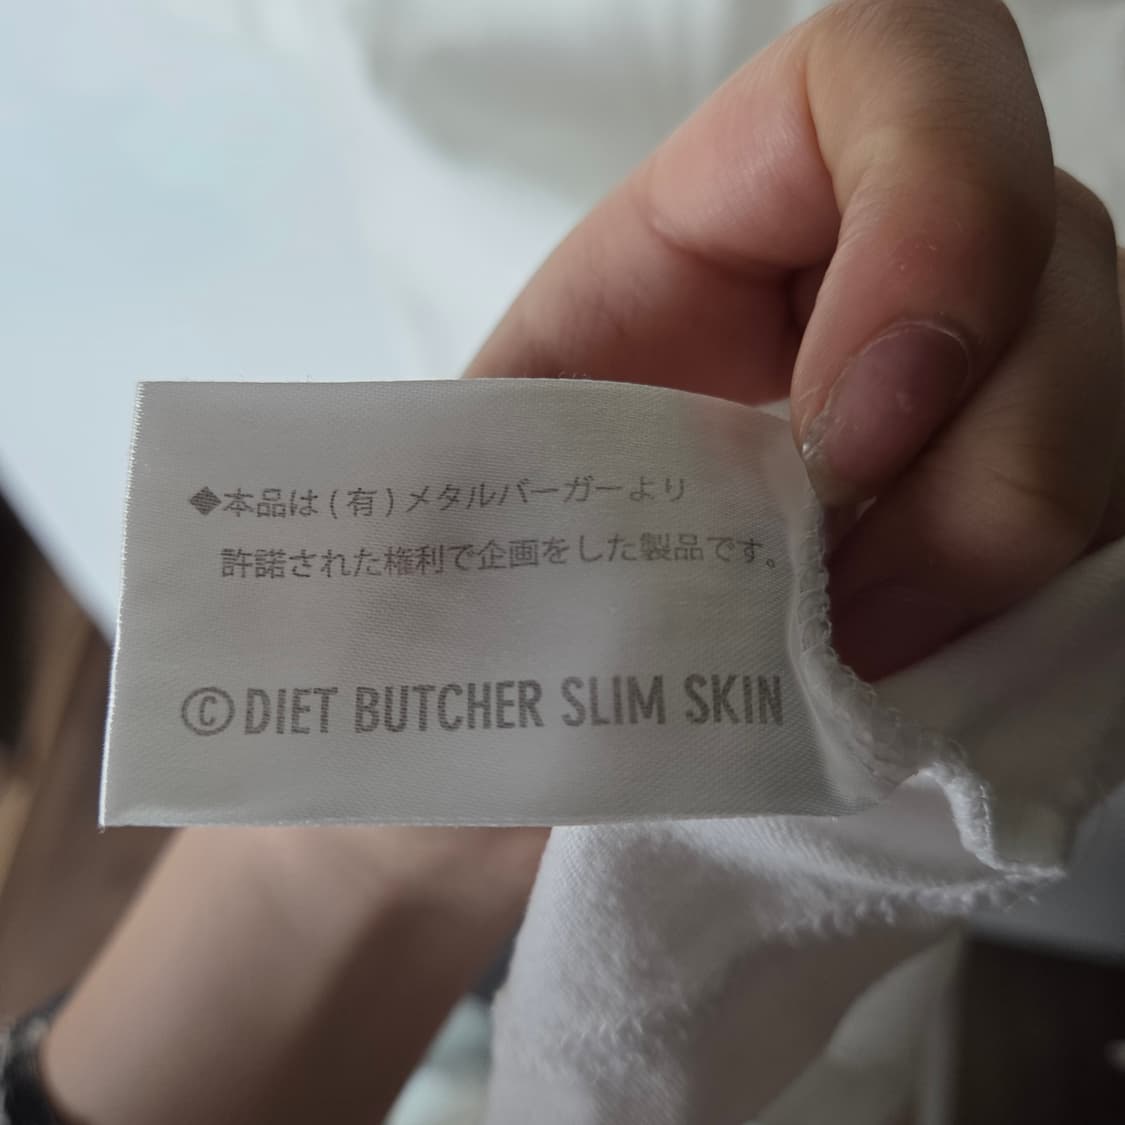 ◆本品は(有)メタルバーガーより
許諾された権利で企画をした製品です。
©DIET BUTCHER SLIM SKIN